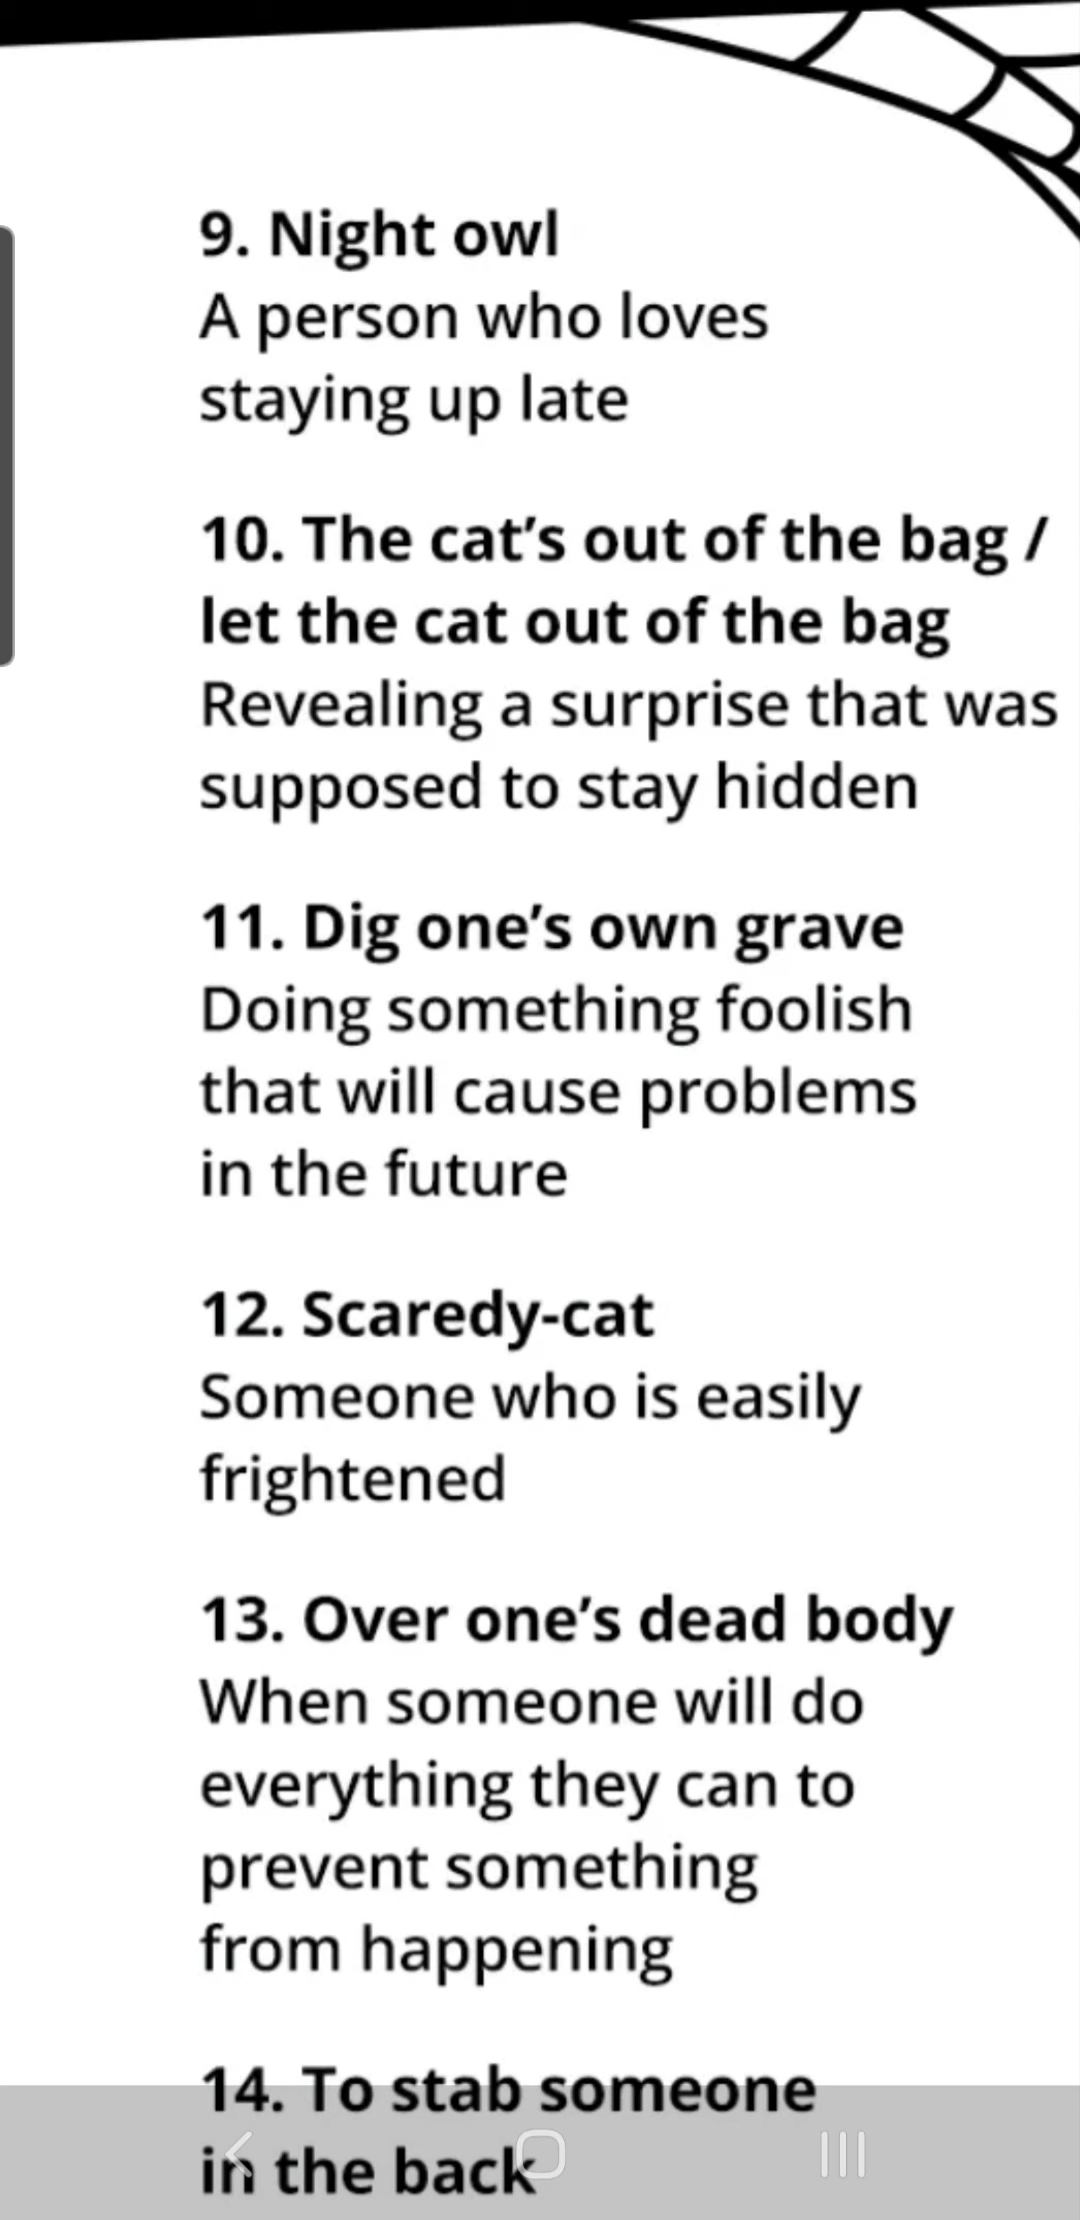 9. Night owl
A person who loves
staying up late
10. The cat’s out of the bag /
let the cat out of the bag
Revealing a surprise that was
supposed to stay hidden
11. Dig one’s own grave
Doing something foolish
that will cause problems
in the future
12. Scaredy-cat
Someone who is easily
frightened
13. Over one’s dead body
When someone will do
everything they can to
prevent something
from happening
14. To stab someone
in the back